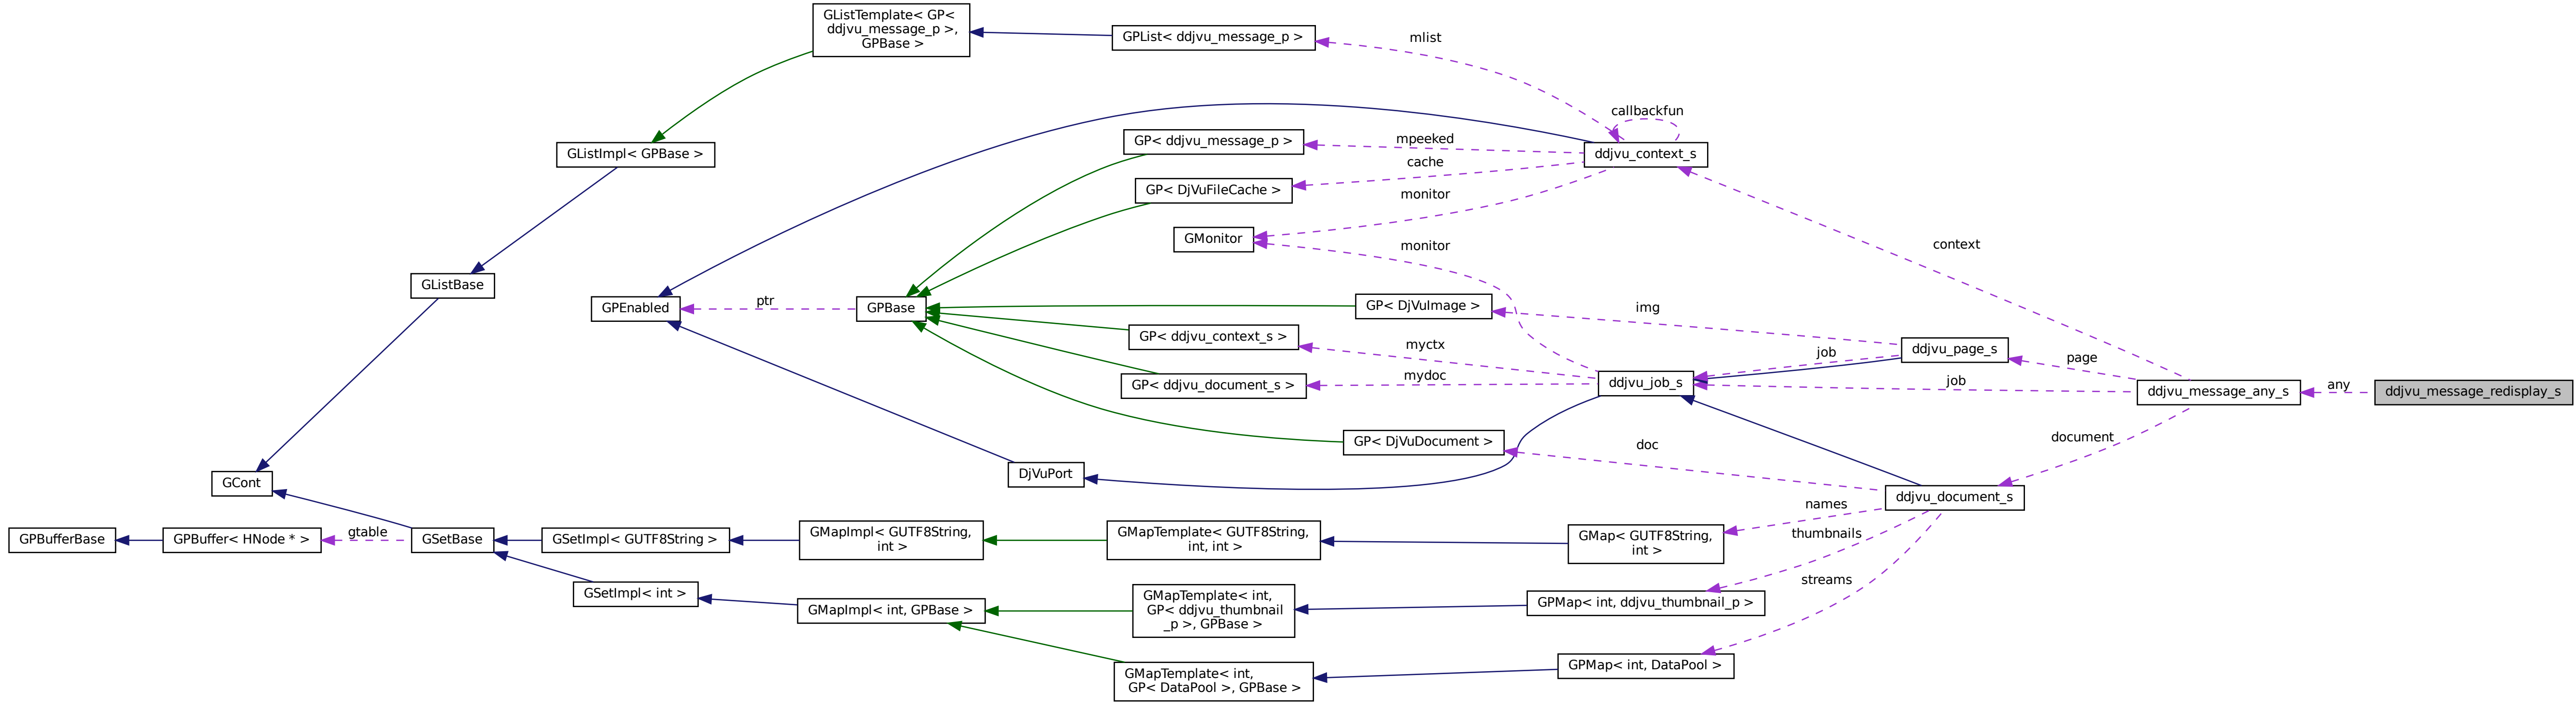 GListTemplate< GP<
ddjvu_message_p >,
GPBase >
GPList< ddjvu_message_p >
mlist
callbackfun
GListImpl< GPBase >
GP< ddjvu_message_p >
mpeeked
ddjvu_context_s
cache
GP< DjVuFileCache >
monitor
GMonitor
monitor
context
GListBase
GPEnabled
ptr
GPBase
GP< DjVuImage >
img
GP< ddjvu_context_s >
myctx
job
ddjvu_page_s
page
GP< ddjvu_document_s >
mydoc
ddjvu_job_s
job
ddjvu_message_any_s
any
ddjvu_message_redisplay_s
GP< DjVuDocument >
doc
document
DjVuPort
GCont
ddjvu_document_s
names
GPBufferBase
GPBuffer< HNode * >
gtable
GSetBase
GSetImpl< GUTF8String >
GMapImpl< GUTF8String,
int >
GMapTemplate< GUTF8String,
int, int >
GMap< GUTF8String,
int >
thumbnails
streams
GSetImpl< int >
GMapImpl< int, GPBase >
GMapTemplate< int,
GP< ddjvu_thumbnail
_p >, GPBase >
GPMap< int, ddjvu_thumbnail_p >
GMapTemplate< int,
GP< DataPool >, GPBase >
GPMap< int, DataPool >